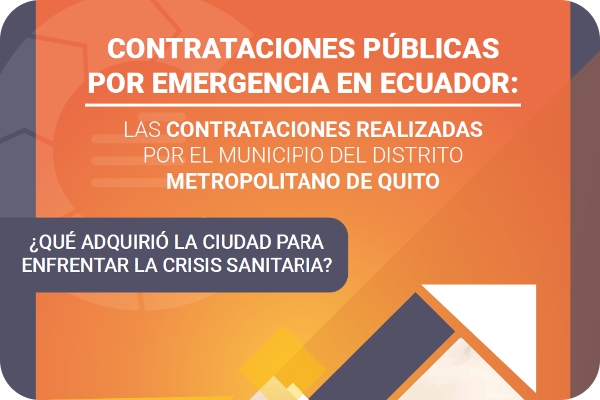 CONTRATACIONES PÚBLICAS
POR EMERGENCIA EN ECUADOR:
LAS CONTRATACIONES REALIZADAS
POR EL MUNICIPIO DEL DISTRITO
METROPOLITANO DE QUITO
¿QUÉ ADQUIRIÓ LA CIUDAD PARA
ENFRENTAR LA CRISIS SANITARIA?